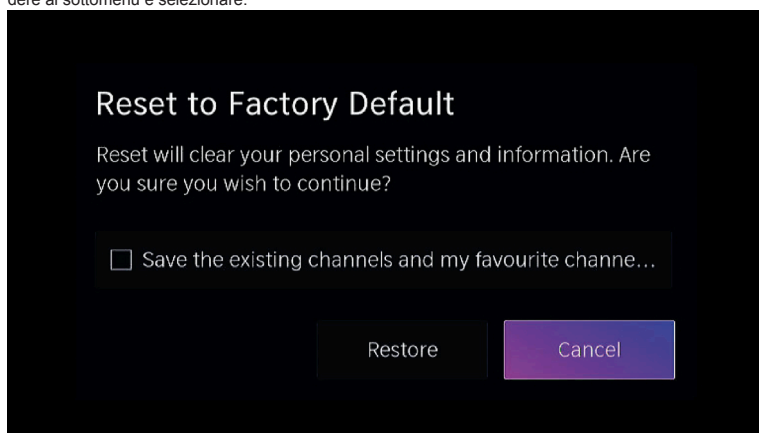 dere al sottomenu e selezionare:
Reset to Factory Default
Reset will clear your personal settings and information. Are
you sure you wish to continue?
Save the existing channels and my favourite channe...
Restore
Cancel